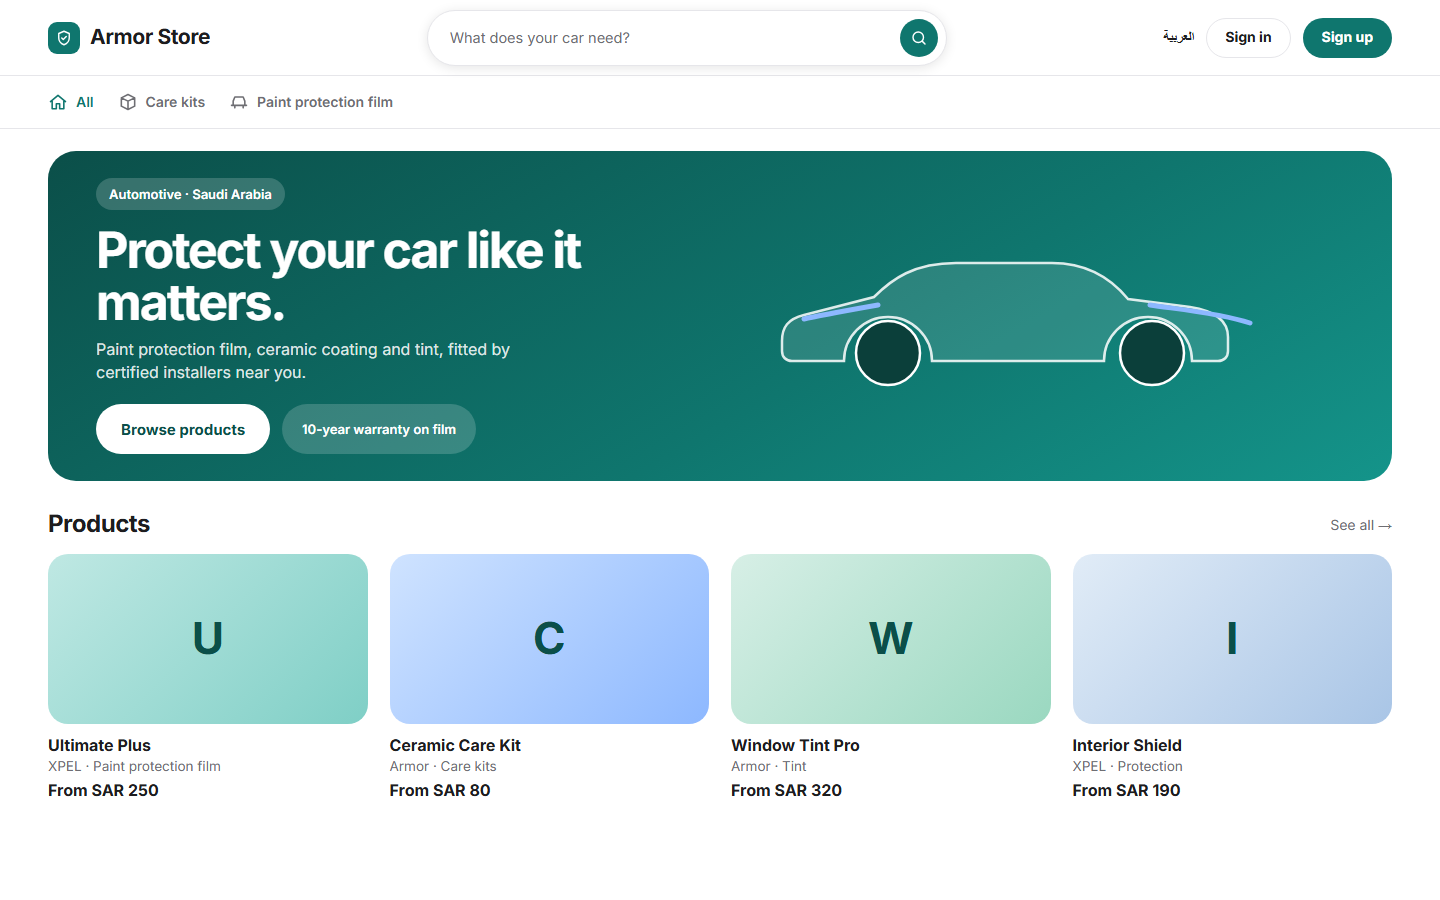 Armor Store
What does your car need?
العربية
Sign in
Sign up
All
Care kits
Paint protection film
Automotive · Saudi Arabia
Protect your car like it
matters.
Paint protection film, ceramic coating and tint, fitted by
certified installers near you.
Browse products
10-year warranty on film
Products
See all →
U
C
W
I
Ultimate Plus
XPEL · Paint protection film
From SAR 250
Ceramic Care Kit
Armor · Care kits
From SAR 80
Window Tint Pro
Armor · Tint
From SAR 320
Interior Shield
XPEL · Protection
From SAR 190